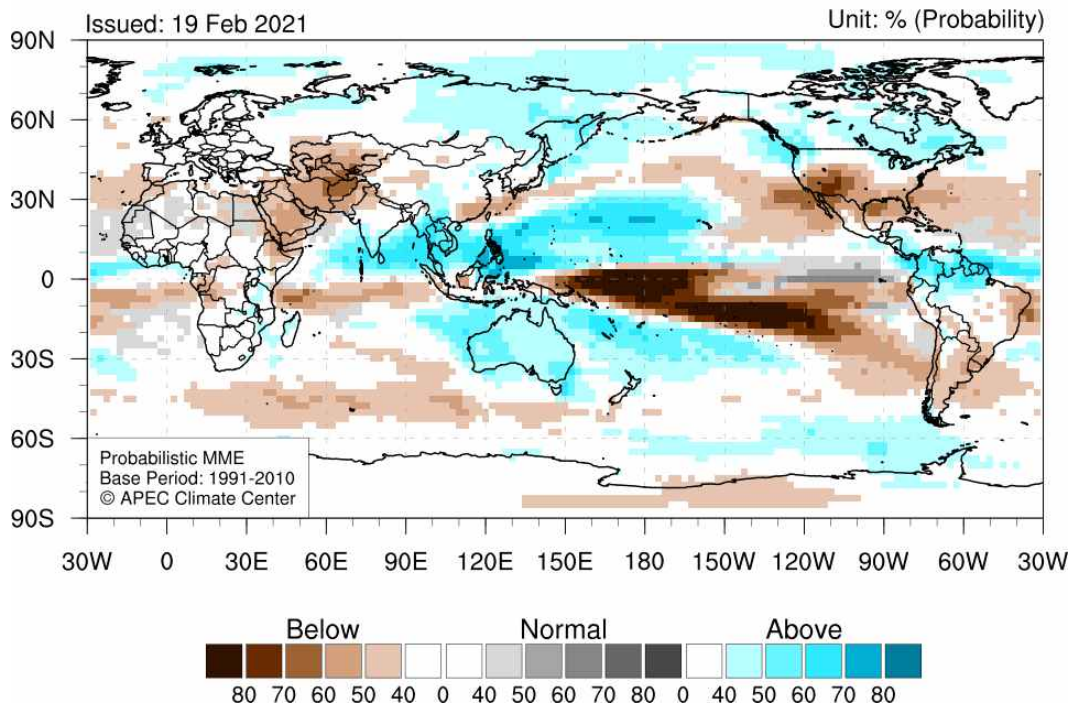 Issued: 19 Feb 2021 Unit: % (Probability)
90N
60N
30N
0
30S
60S
90S
Probabilistic MME
Base Period: 1991-2010
© APEC Climate Center
30W 0 30E 60E 90E 120E 150E 180 150W 120W 90W 60W 30W
Below Normal Above
80 70 60 50 40 0 40 50 60 70 80 0 40 50 60 70 80